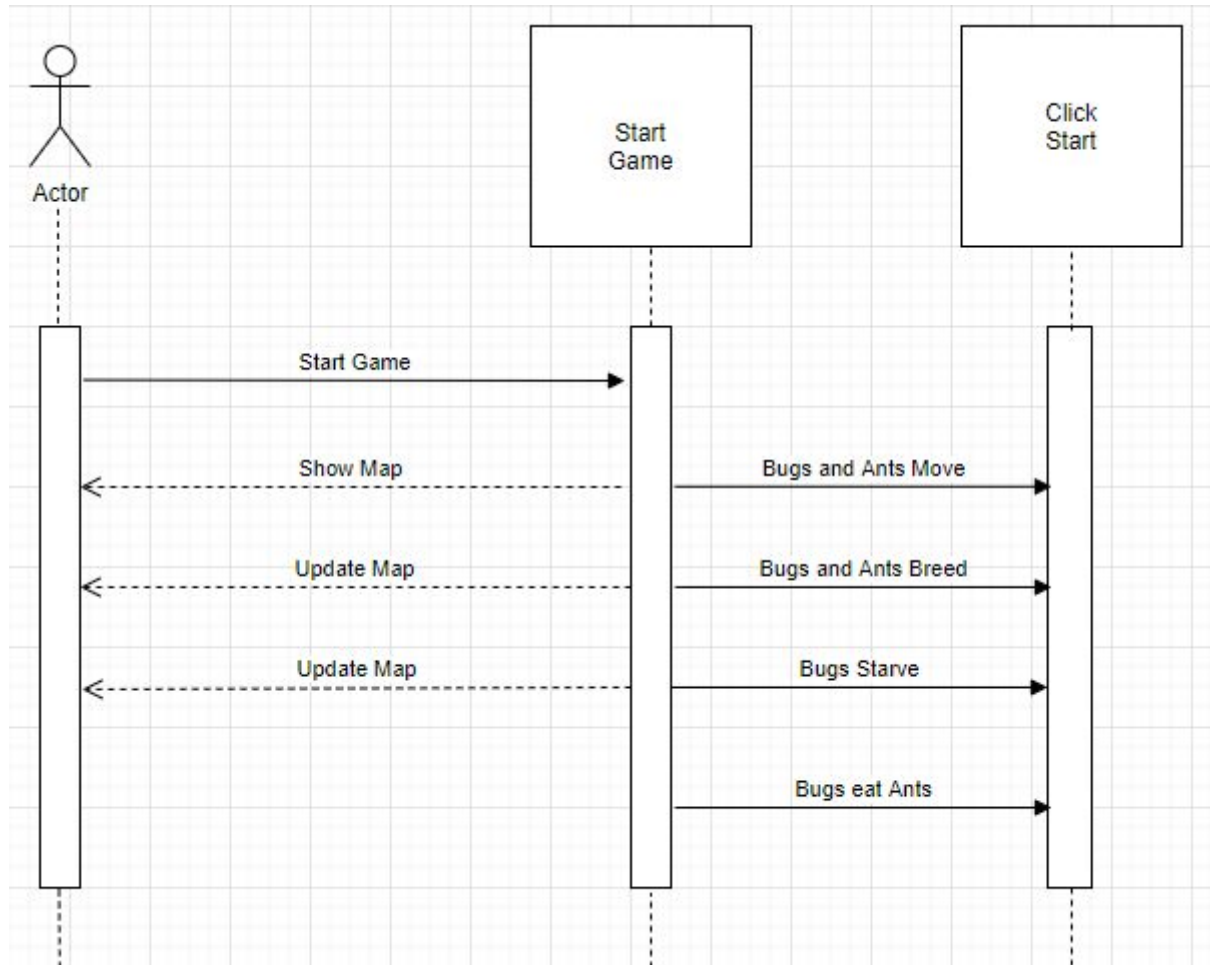 Start
Game
Click
Start
Actor
Start Game
Show Map
Bugs and Ants Move
Update Map
Bugs and Ants Breed
Update Map
Bugs Starve
Bugs eat Ants